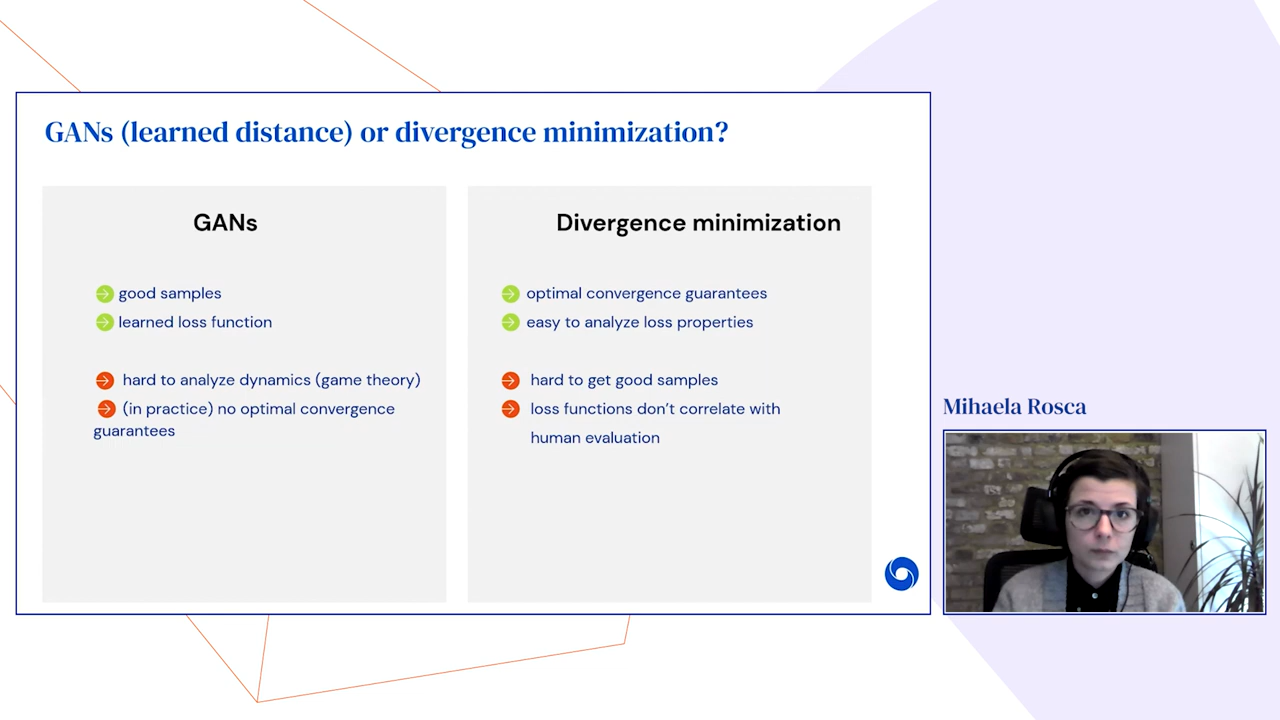 GANs (learned distance) or divergence minimization?
GANs
good samples
learned loss function
hard to analyze dynamics (game theory)
(in practice) no optimal convergence
guarantees
Divergence minimization
optimal convergence guarantees
easy to analyze loss properties
hard to get good samples
loss functions don’t correlate with
human evaluation
Mihaela Rosca